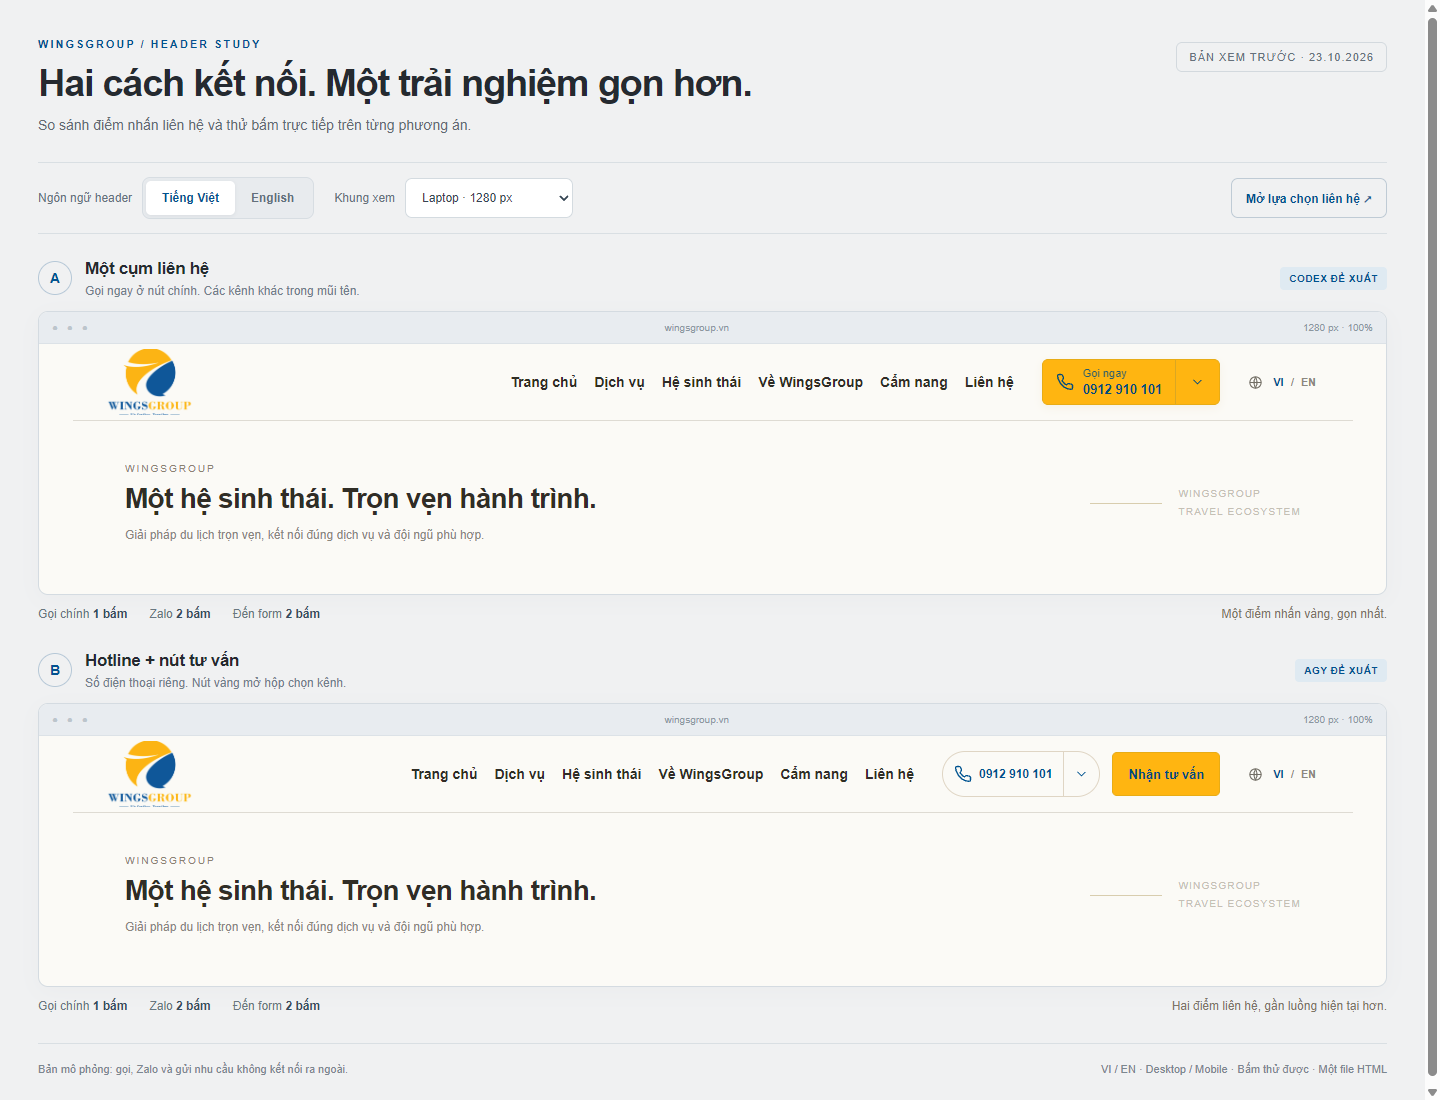 WINGSGROUP / HEADER STUDY
BẢN XEM TRƯỚC · 23.10.2026
Hai cách kết nối. Một trải nghiệm gọn hơn.
So sánh điểm nhấn liên hệ và thử bấm trực tiếp trên từng phương án.
Ngôn ngữ header Tiếng Việt English Khung xem Laptop · 1280 px Mở lựa chọn liên hệ ↗
A Một cụm liên hệ
Gọi ngay ở nút chính. Các kênh khác trong mũi tên.
CODEX ĐỀ XUẤT
wingsgroup.vn 1280 px · 100%
WINGSGROUP
Trang chủ Dịch vụ Hệ sinh thái Về WingsGroup Cẩm nang Liên hệ
Gọi ngay
0912 910 101
VI / EN
WINGSGROUP
Một hệ sinh thái. Trọn vẹn hành trình.
Giải pháp du lịch trọn vẹn, kết nối đúng dịch vụ và đội ngũ phù hợp.
WINGSGROUP
TRAVEL ECOSYSTEM
Gọi chính 1 bấm Zalo 2 bấm Đến form 2 bấm Một điểm nhấn vàng, gọn nhất.
B Hotline + nút tư vấn
Số điện thoại riêng. Nút vàng mở hộp chọn kênh.
AGY ĐỀ XUẤT
wingsgroup.vn 1280 px · 100%
WINGSGROUP
Trang chủ Dịch vụ Hệ sinh thái Về WingsGroup Cẩm nang Liên hệ 0912 910 101 Nhận tư vấn VI / EN
WINGSGROUP
Một hệ sinh thái. Trọn vẹn hành trình.
Giải pháp du lịch trọn vẹn, kết nối đúng dịch vụ và đội ngũ phù hợp.
WINGSGROUP
TRAVEL ECOSYSTEM
Gọi chính 1 bấm Zalo 2 bấm Đến form 2 bấm Hai điểm liên hệ, gần luồng hiện tại hơn.
Bản mô phỏng: gọi, Zalo và gửi nhu cầu không kết nối ra ngoài. VI / EN · Desktop / Mobile · Bấm thử được · Một file HTML